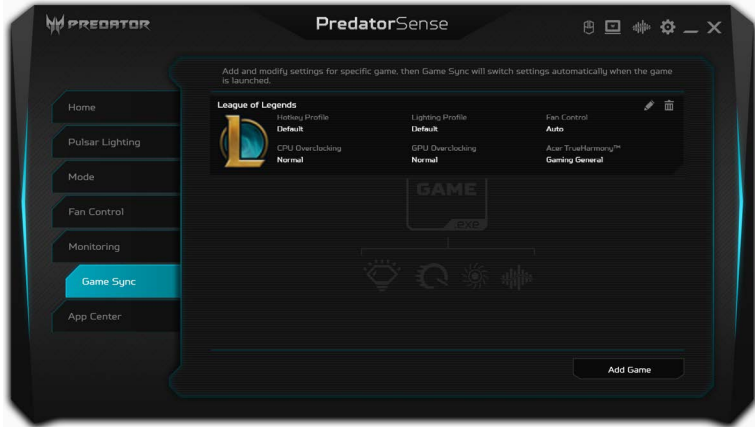 PREDATOR
PredatorSense
Add and modify settings for specific game, then Game Sync will switch settings automatically when the game
is launched.
Home
Pulsar Lighting
Mode
Fan Control
Monitoring
Game Sync
App Center
League of Legends
Hotkey Profile Lighting Profile Fan Control
Default Default Auto
CPU Overclocking GPU Overclocking Acer TrueHarmony™
Normal Normal Gaming General
L
GAME
.exe
Add Game